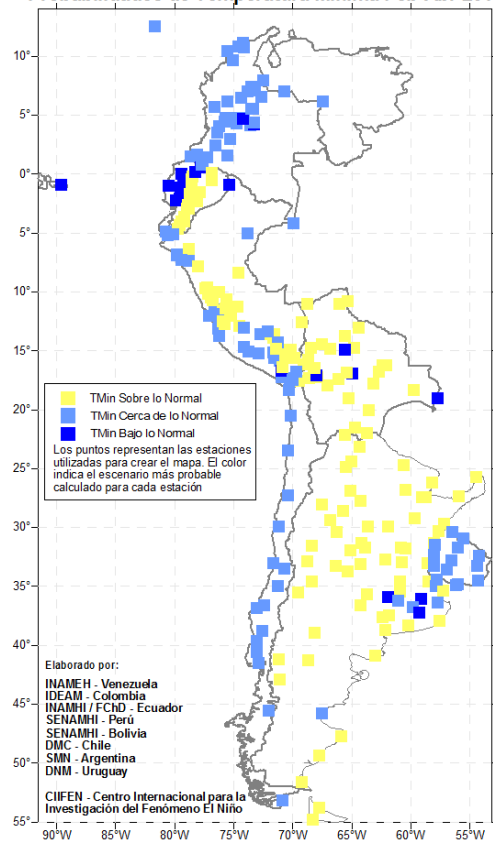 10°
5°
0°
5°
10°
15°
20°
25°
30°
35°
40°
45°
50°
55°
TMin Sobre lo Normal
TMin Cerca de lo Normal
TMin Bajo lo Normal
Los puntos representan las estaciones
utilizadas para crear el mapa. El color
indica el escenario más probable
calculado para cada estación
Elaborado por:
INAMEH - Venezuela
IDEAM - Colombia
INAMHI / FChD - Ecuador
SENAMHI - Perú
SENAMHI - Bolivia
DMC - Chile
SMN - Argentina
DNM - Uruguay
CIIFEN - Centro Internacional para la
Investigación del Fenómeno El Niño
90°W 85°W 80°W 75°W 70°W 65°W 60°W 55°W